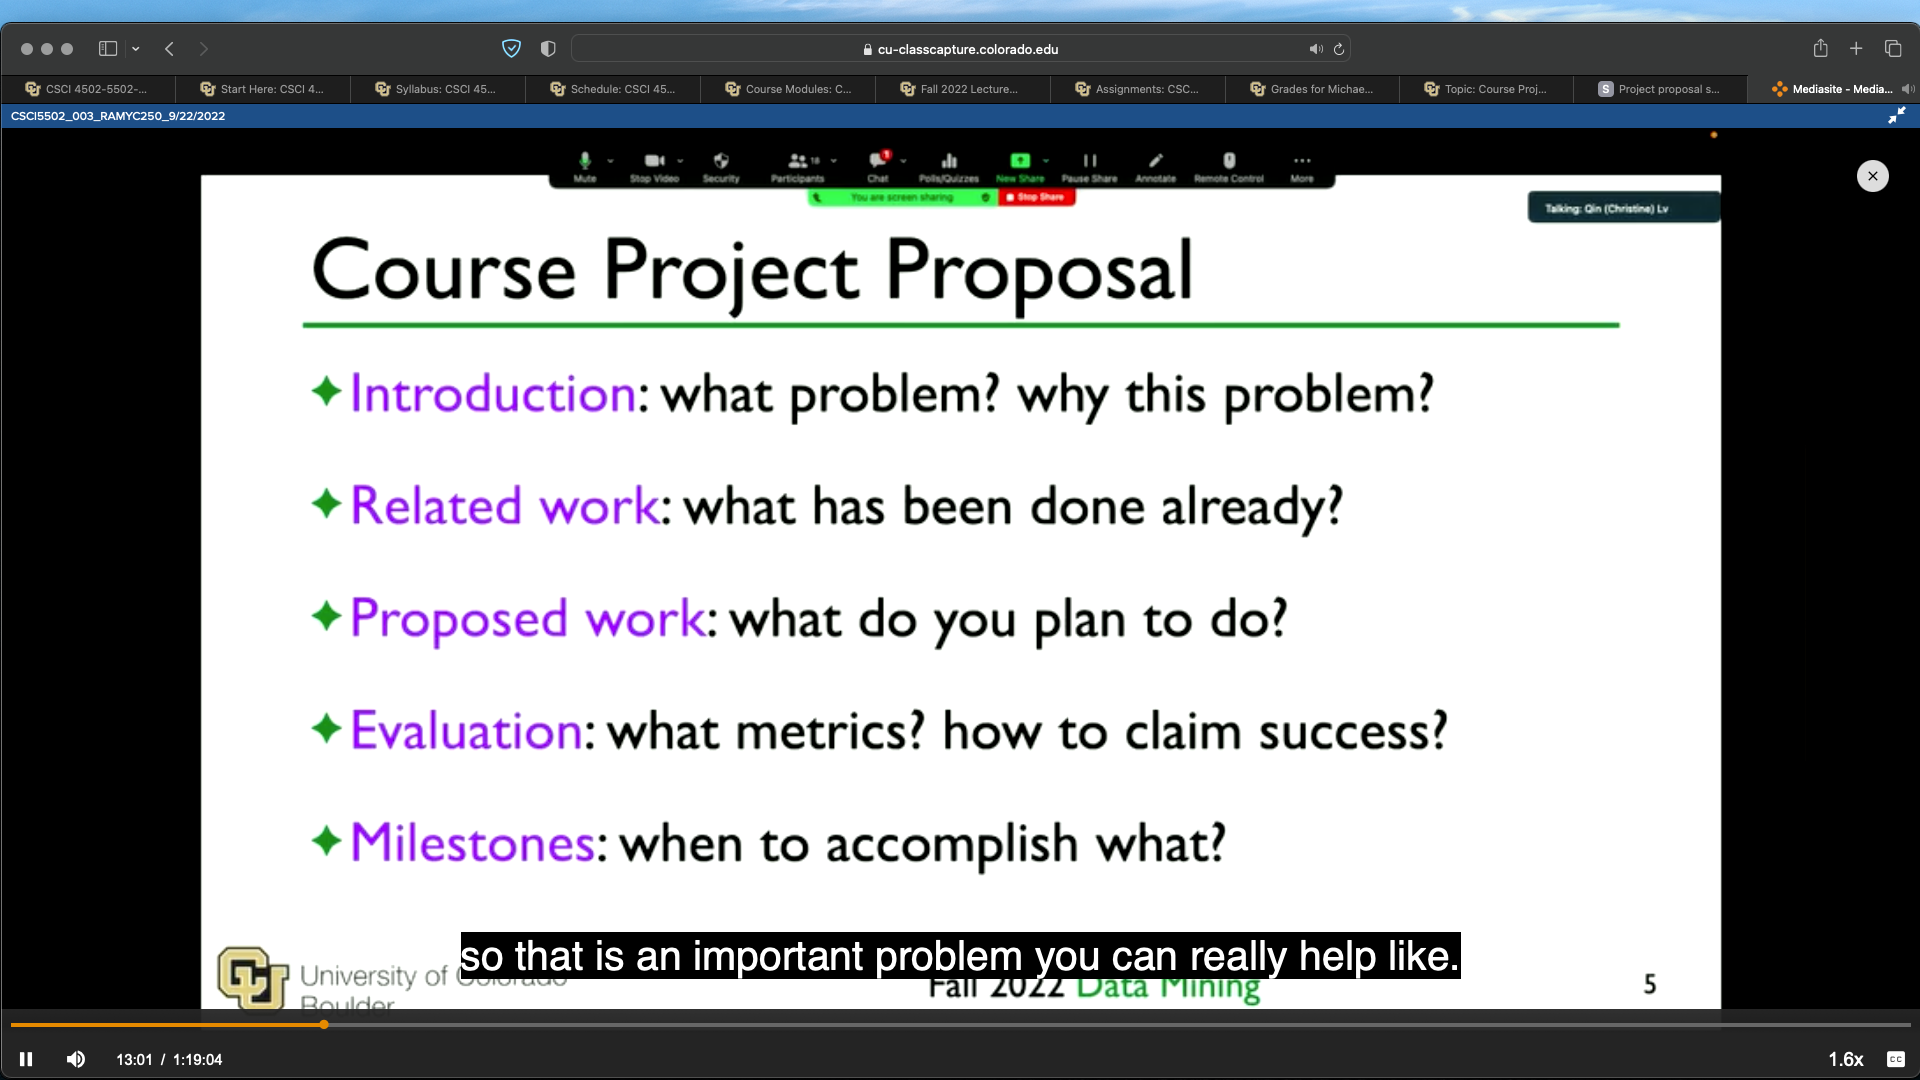 cu-classcapture.colorado.edu
CSCI 4502-5502-...
Start Here: CSCI 4...
Syllabus: CSCI 45...
Schedule: CSCI 45...
Course Modules: C...
Fall 2022 Lecture...
Assignments: CSC...
Grades for Michae...
Topic: Course Proj...
S Project proposal s...
Mediasite - Media...
CSCI5502_003_RAMYC250_9/22/2022
18 1
Mute Stop Video Security Participants Chat Polls/Quizzes New Share Pause Share Annotate Remote Control More
You are screen sharing Stop Share
Talking: Qin (Christine) Lv
Course Project Proposal
Introduction: what problem? why this problem?
Related work: what has been done already?
Proposed work: what do you plan to do?
Evaluation: what metrics? how to claim success?
Milestones: when to accomplish what?
so that is an important problem you can really help like.
CU University of Colorado
Boulder
Fall 2022 Data Mining
5
13:01 / 1:19:04
1.6x CC